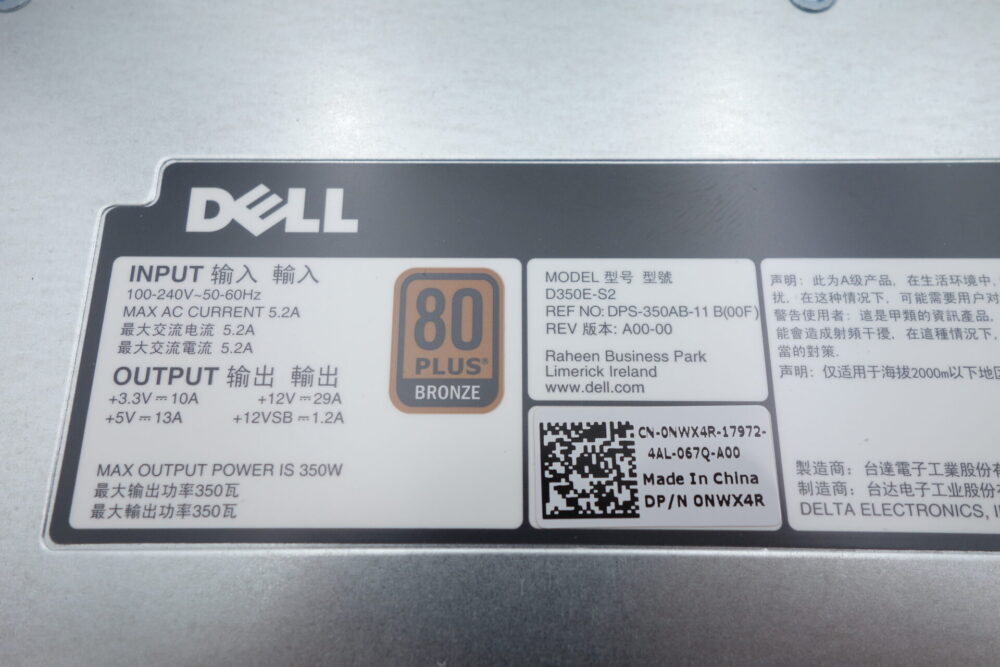 DELL
INPUT 输入 輸入
100-240V~50-60Hz
MAX AC CURRENT 5.2A
最大交流电流 5.2A
最大交流電流 5.2A
OUTPUT 输出 輸出
+3.3V⎓10A +12V⎓29A
+5V⎓13A +12VSB⎓1.2A
MAX OUTPUT POWER IS 350W
最大输出功率350瓦
最大輸出功率350瓦
80
PLUS®
BRONZE
MODEL 型号 型號
D350E-S2
REF NO: DPS-350AB-11 B(00F)
REV 版本: A00-00
Raheen Business Park
Limerick Ireland
www.dell.com
CN-0NWX4R-17972-
4AL-067Q-A00
Made In China
DP/N 0NWX4R
声明: 此为A级产品, 在生活环境中,
扰, 在这种情况下, 可能需要用户对
警告使用者: 這是甲類的資訊產品,
能會造成射頻干擾, 在這種情況下,
當的對策.
声明: 仅适用于海拔2000m以下地区
製造商: 台達電子工業股份有
制造商: 台达电子工业股份有
DELTA ELECTRONICS, I